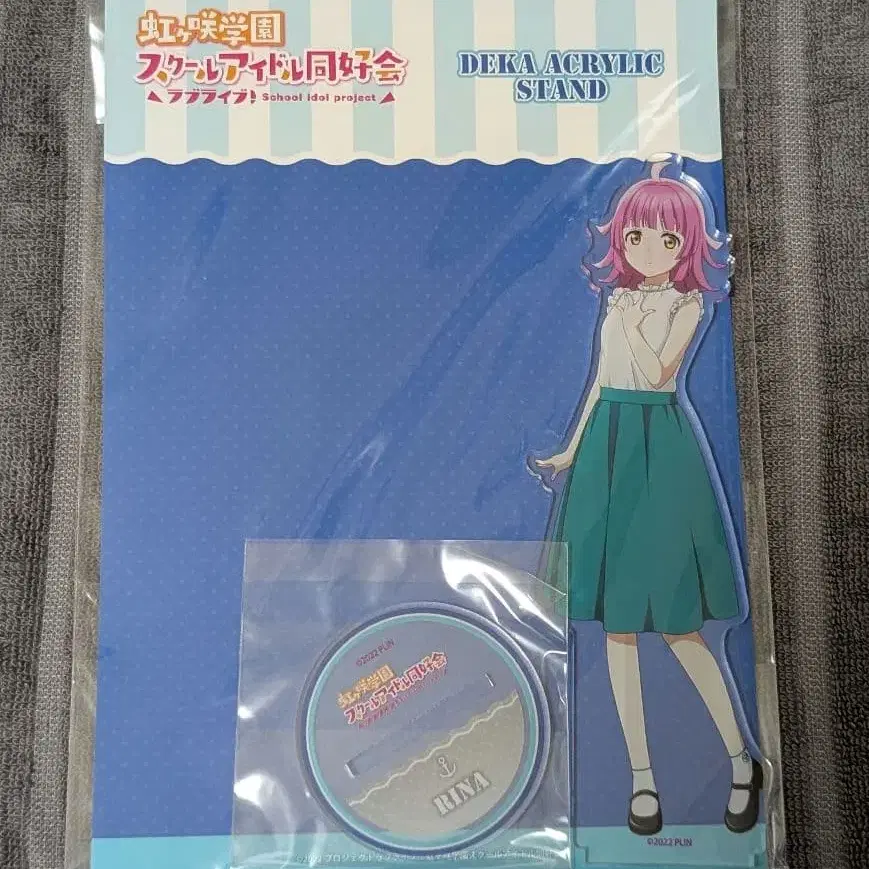 虹ヶ咲学園
スクールアイドル同好会
ラブライブ! School idol project
DEKA ACRYLIC
STAND
©2022 PLIN
虹ヶ咲学園
スクールアイドル同好会
RINA
©2022 PLIN